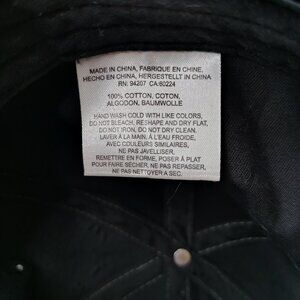 MADE IN CHINA, FABRIQUE EN CHINE,
HECHO EN CHINA, HERGESTELLT IN CHINA
RN: 94207 CA:60224
100% COTTON, COTON,
ALGODON, BAUMWOLLE
HAND WASH COLD WITH LIKE COLORS,
DO NOT BLEACH, RESHAPE AND DRY FLAT,
DO NOT IRON, DO NOT DRY CLEAN.
LAVER À LA MAIN, À L'EAU FROIDE,
AVEC COULEURS SIMILAIRES,
NE PAS JAVELLISER,
REMETTRE EN FORME, POSER À PLAT
POUR FAIRE SÉCHER, NE PAS REPASSER,
NE PAS NETTOYER A SEC.